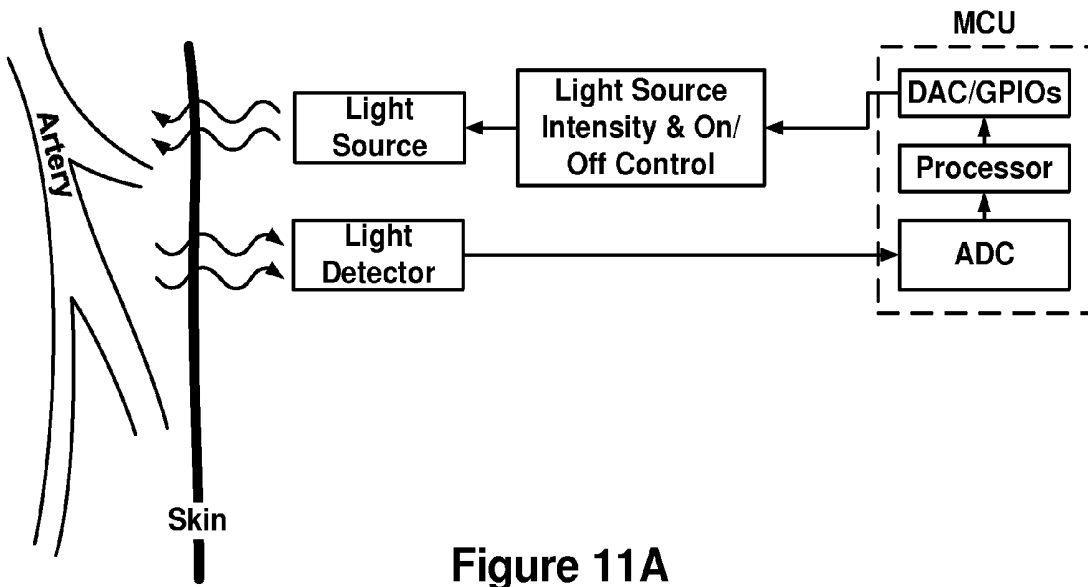 MCU
Artery
Light
Source
Light Source
Intensity & On/
Off Control
DAC/GPIOs
Processor
Light
Detector
ADC
Skin
Figure 11A